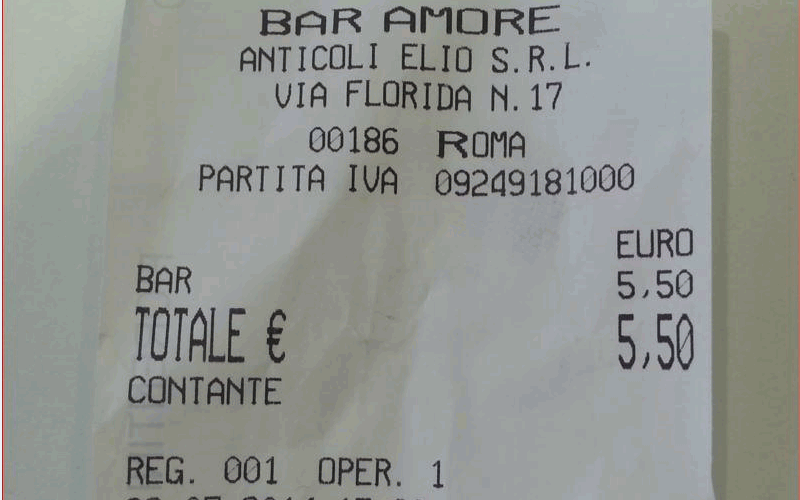 BAR AMORE
ANTICOLI ELIO S.R.L.
VIA FLORIDA N.17
00186 ROMA
PARTITA IVA 09249181000
EURO
BAR 5,50
TOTALE € 5,50
CONTANTE
REG. 001 OPER. 1